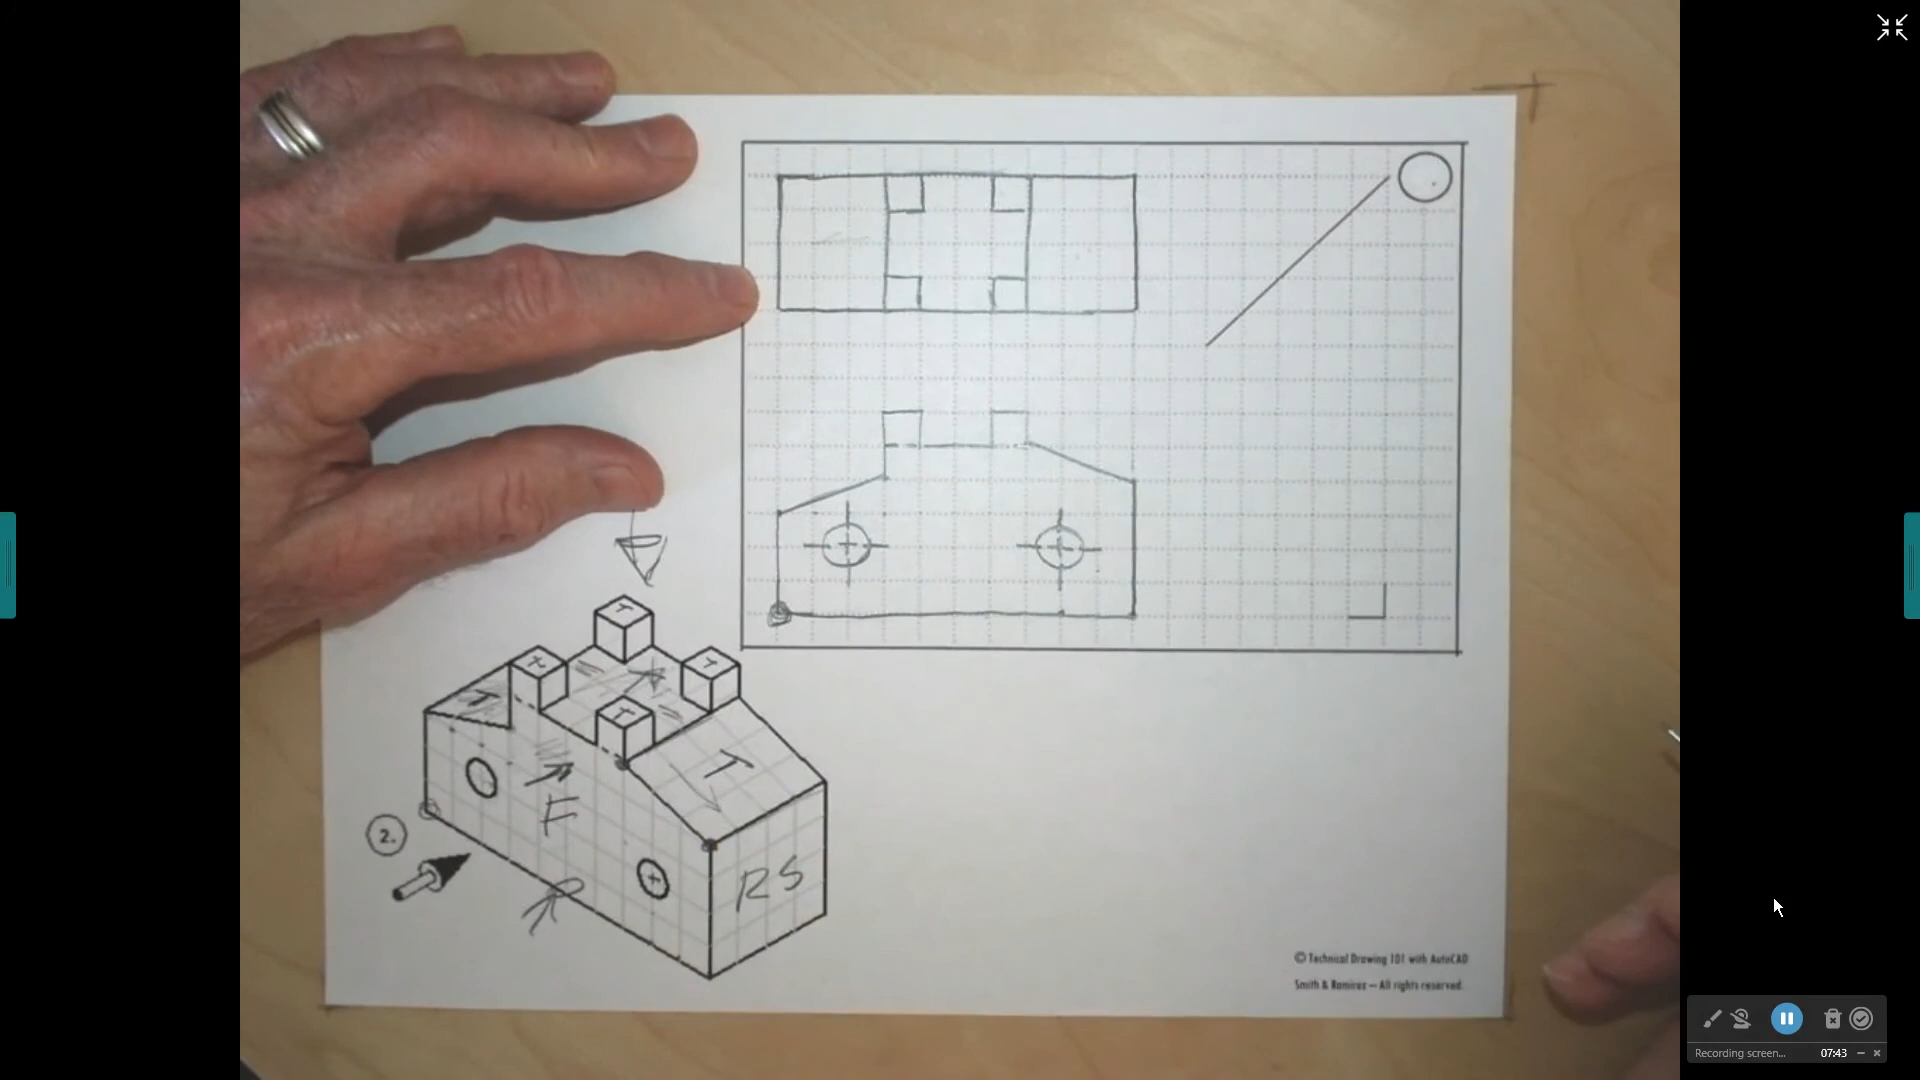 T
T
T
T
T
T
F
RS
2.
© Technical Drawing 101 with AutoCAD
Smith & Ramirez – All rights reserved.
Recording screen... 07:43